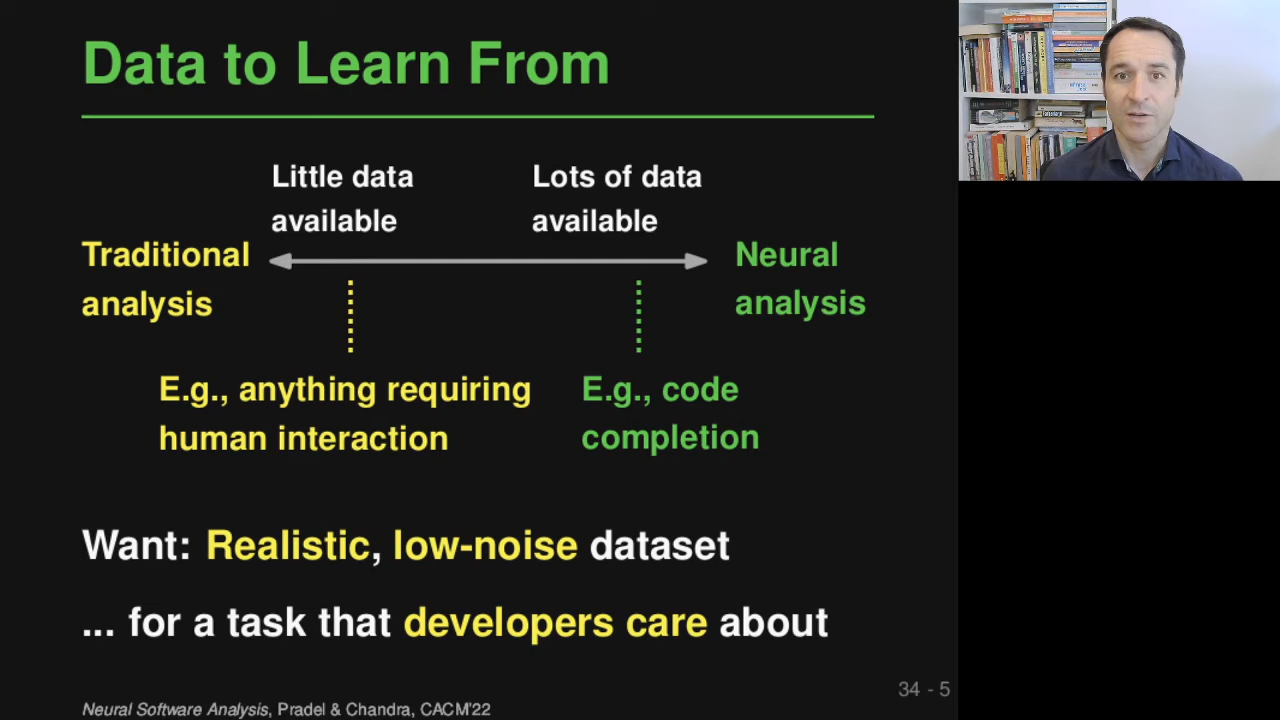 Data to Learn From
Little data
available
Lots of data
available
Traditional
analysis
Neural
analysis
E.g., anything requiring
human interaction
E.g., code
completion
Want: Realistic, low-noise dataset
... for a task that developers care about
34 - 5
Neural Software Analysis, Pradel & Chandra, CACM'22